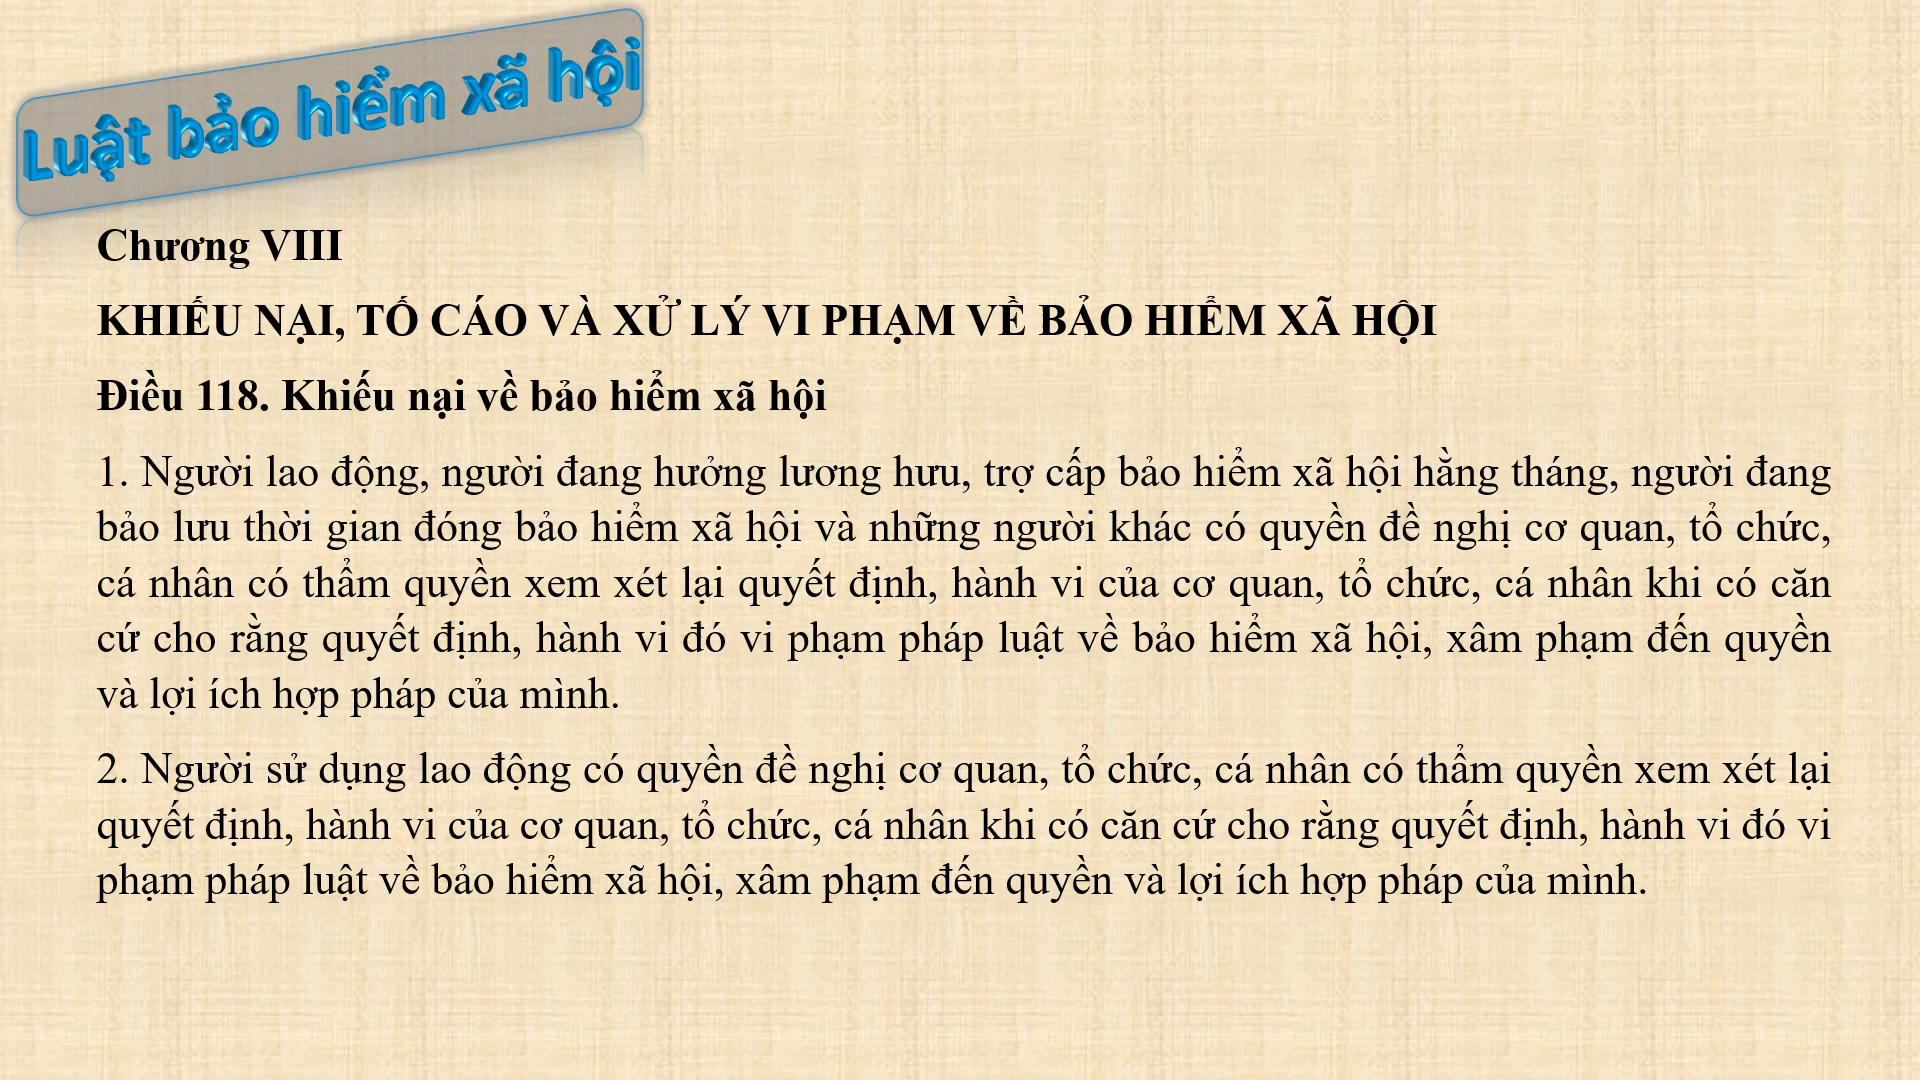 Luật bảo hiểm xã hội
Chương VIII
KHIẾU NẠI, TỐ CÁO VÀ XỬ LÝ VI PHẠM VỀ BẢO HIỂM XÃ HỘI
Điều 118. Khiếu nại về bảo hiểm xã hội
1. Người lao động, người đang hưởng lương hưu, trợ cấp bảo hiểm xã hội hằng tháng, người đang
bảo lưu thời gian đóng bảo hiểm xã hội và những người khác có quyền đề nghị cơ quan, tổ chức,
cá nhân có thẩm quyền xem xét lại quyết định, hành vi của cơ quan, tổ chức, cá nhân khi có căn
cứ cho rằng quyết định, hành vi đó vi phạm pháp luật về bảo hiểm xã hội, xâm phạm đến quyền
và lợi ích hợp pháp của mình.
2. Người sử dụng lao động có quyền đề nghị cơ quan, tổ chức, cá nhân có thẩm quyền xem xét lại
quyết định, hành vi của cơ quan, tổ chức, cá nhân khi có căn cứ cho rằng quyết định, hành vi đó vi
phạm pháp luật về bảo hiểm xã hội, xâm phạm đến quyền và lợi ích hợp pháp của mình.